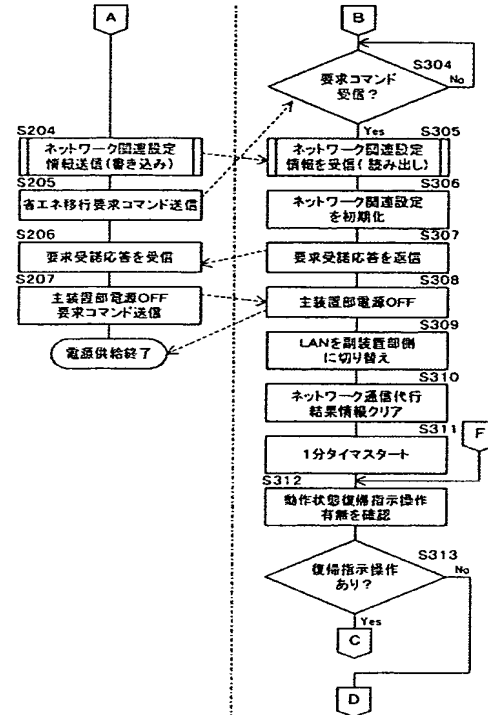 A
S204
ネットワーク関連設定
情報送信(書き込み)
S205
省エネ移行要求コマンド送信
S206
要求受諾応答を受信
S207
主装置部電源OFF
要求コマンド送信
電源供給終了
B
S304
要求コマンド
受信?
No
Yes
S305
ネットワーク関連設定
情報を受信(読み出し)
S306
ネットワーク関連設定
を初期化
S307
要求受諾応答を返信
S308
主装置部電源OFF
S309
LANを副装置部側
に切り替え
S310
ネットワーク通信代行
結果情報クリア
S311
F
1分タイマスタート
S312
動作状態復帰指示操作
有無を確認
S313
復帰指示操作
あり?
No
Yes
C
D